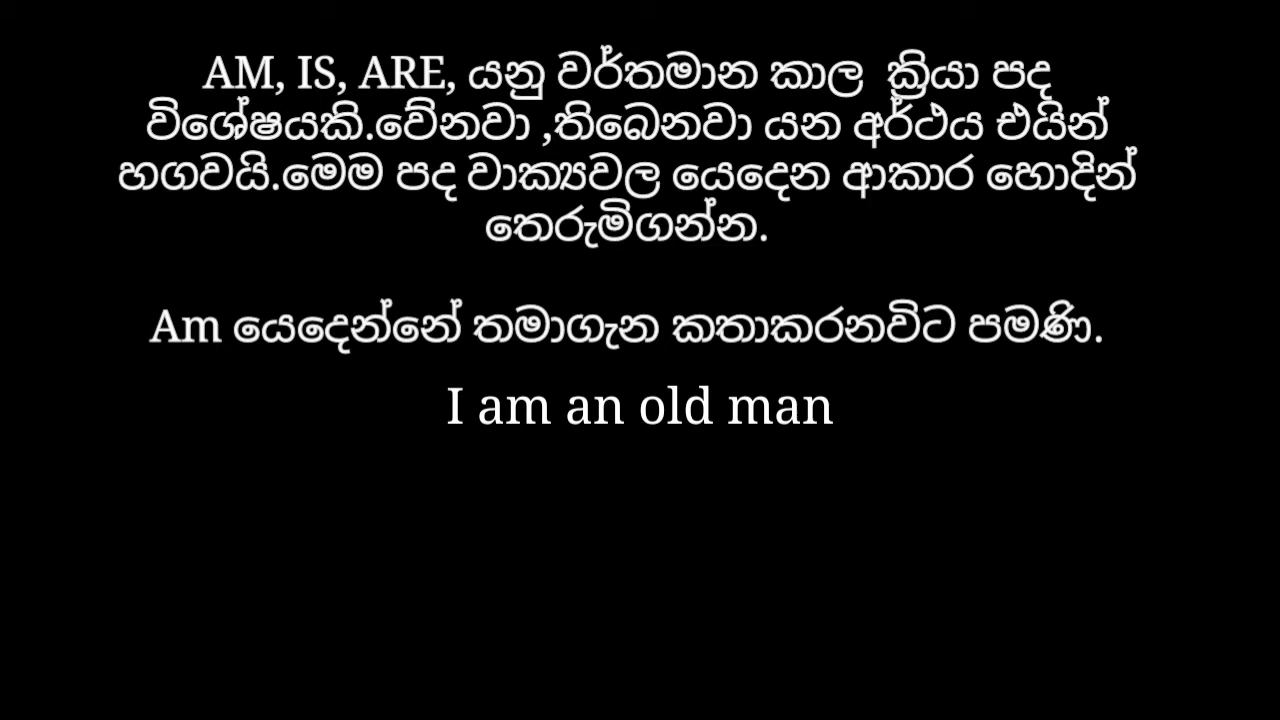 AM, IS, ARE, යනු වර්තමාන කාල ක්‍රියා පද
විශේෂයකි.වේනවා ,තිබෙනවා යන අර්ථය එයින්
හගවයි.මෙම පද වාක්‍යවල යෙදෙන ආකාර හොදින්
තෙරුමිගන්න.
Am යෙදෙන්නේ තමාගැන කතාකරනවිට පමණි.
I am an old man